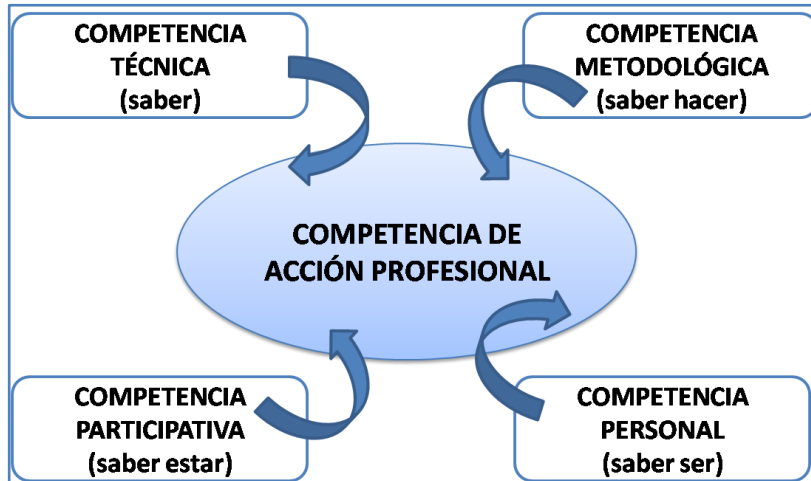 COMPETENCIA
TÉCNICA
(saber)
COMPETENCIA
METODOLÓGICA
(saber hacer)
COMPETENCIA DE
ACCIÓN PROFESIONAL
COMPETENCIA
PARTICIPATIVA
(saber estar)
COMPETENCIA
PERSONAL
(saber ser)